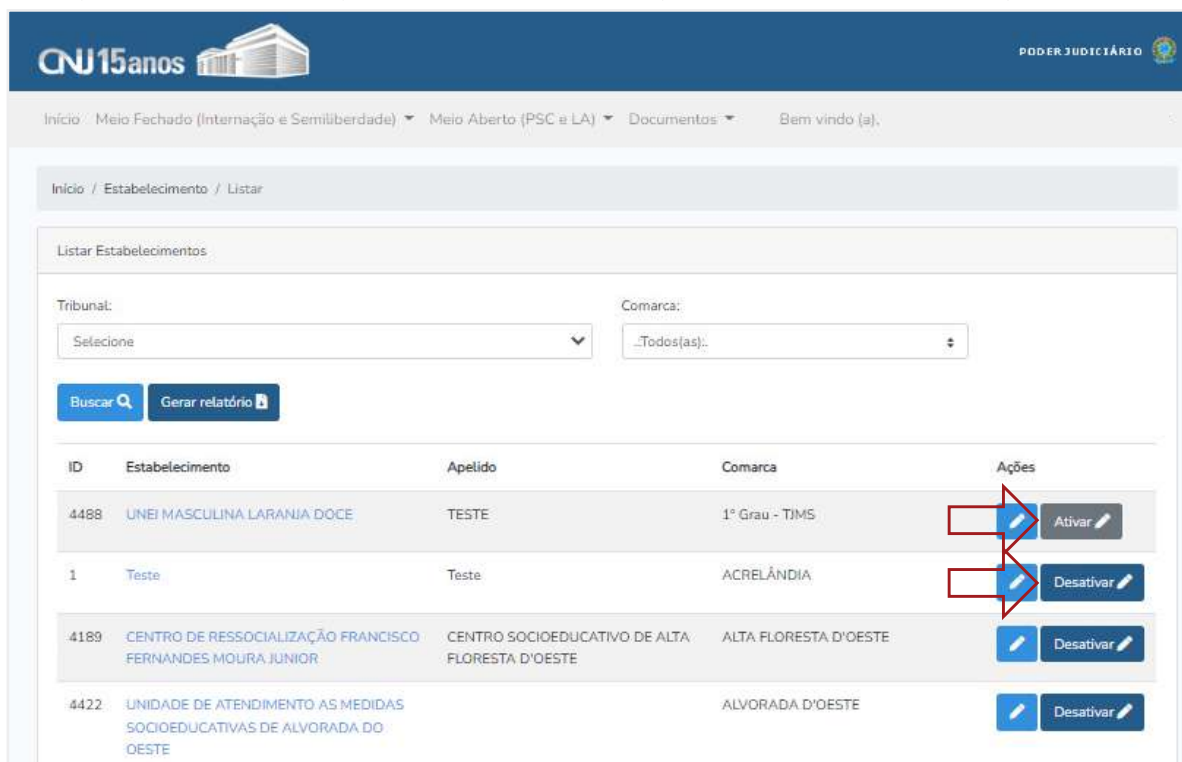 CNJ 15anos
PODER JUDICIÁRIO
Início Meio Fechado (Internação e Semiliberdade) Meio Aberto (PSC e LA) Documentos Bem vindo (a),
Início / Estabelecimento / Listar
Listar Estabelecimentos
Tribunal: Comarca:
Selecione .:Todos(as):.
Buscar Gerar relatório
ID Estabelecimento Apelido Comarca Ações
4488 UNEI MASCULINA LARANJA DOCE TESTE 1º Grau - TJMS Ativar
1 Teste Teste ACRELÂNDIA Desativar
4189 CENTRO DE RESSOCIALIZAÇÃO FRANCISCO CENTRO SOCIOEDUCATIVO DE ALTA ALTA FLORESTA D'OESTE Desativar
FERNANDES MOURA JUNIOR FLORESTA D'OESTE
4422 UNIDADE DE ATENDIMENTO AS MEDIDAS ALVORADA D'OESTE Desativar
SOCIOEDUCATIVAS DE ALVORADA DO
OESTE